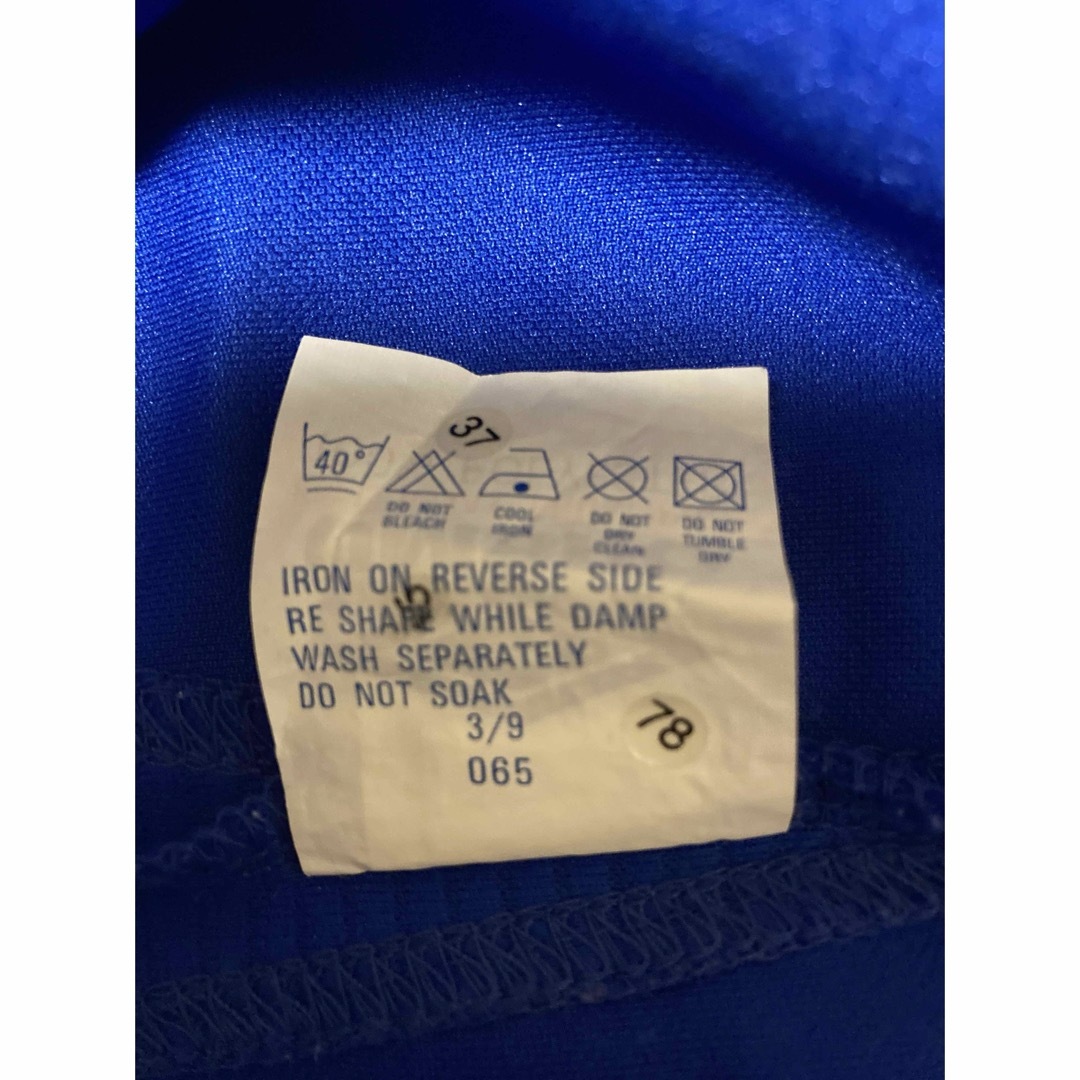 37
40°
DO NOT BLEACH
COOL IRON
DO NOT DRY CLEAN
DO NOT TUMBLE DRY
IRON ON REVERSE SIDE
5
RE SHAPE WHILE DAMP
WASH SEPARATELY
DO NOT SOAK
3/9
78
065